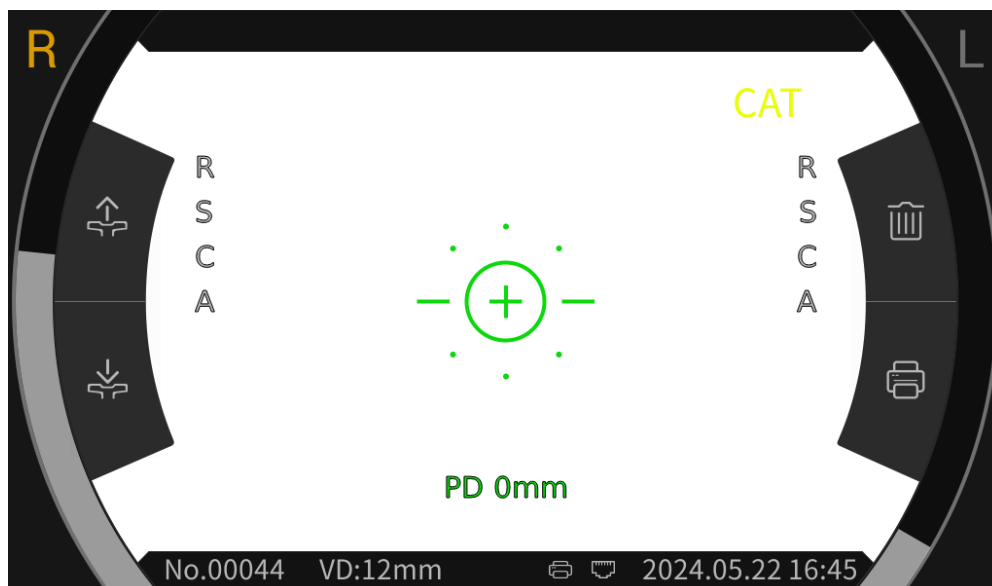 R L
CAT
R R
S S
C C
A A
PD 0mm
No.00044 VD:12mm 2024.05.22 16:45